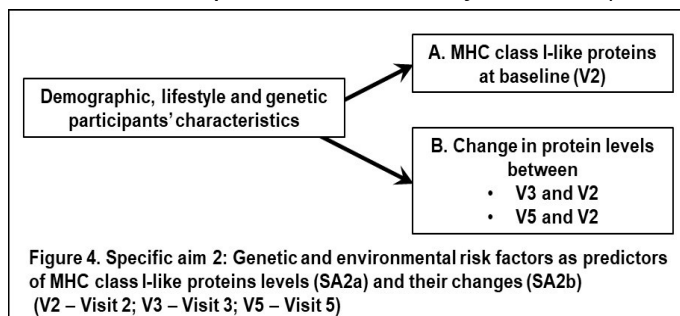 A. MHC class I-like proteins
at baseline (V2)
Demographic, lifestyle and genetic
participants' characteristics
B. Change in protein levels
between
• V3 and V2
• V5 and V2
Figure 4. Specific aim 2: Genetic and environmental risk factors as predictors
of MHC class I-like proteins levels (SA2a) and their changes (SA2b)
(V2 – Visit 2; V3 – Visit 3; V5 – Visit 5)